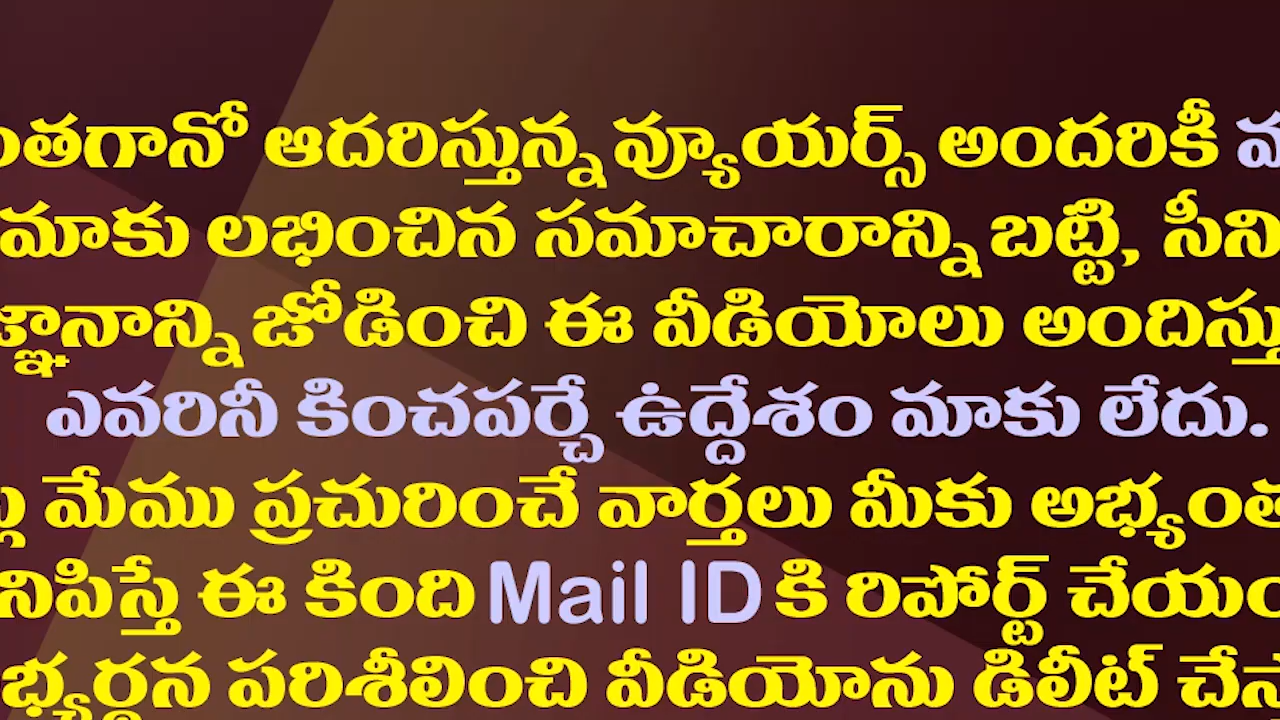 ంతగానో ఆదరిస్తున్న వ్యూయర్స్ అందరికీ
మాకు లభించిన సమాచారాన్ని బట్టి, సీని
జ్ఞానాన్ని జోడించి ఈ వీడియోలు అందిస్తు
ఎవరినీ కించపర్చే ఉద్దేశం మాకు లేదు.
మేము ప్రచురించే వార్తలు మీకు అభ్యంత
నిపిస్తే ఈ కింది Mail ID కి రిపోర్ట్ చేయం
భ్యర్థన పరిశీలించి వీడియోను డిలీట్ చేస